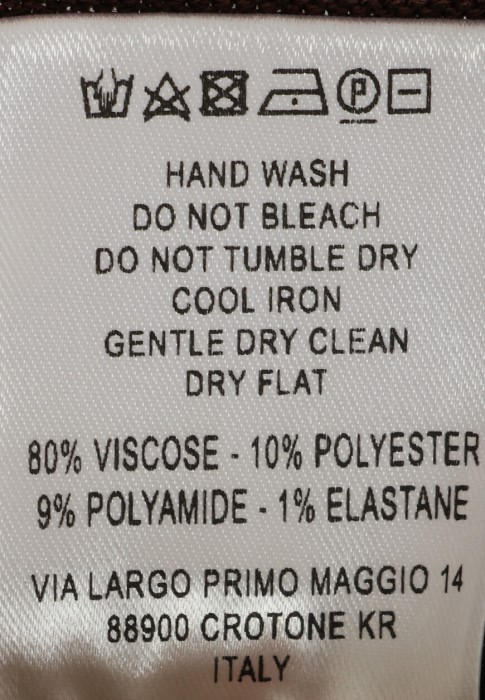 P
HAND WASH
DO NOT BLEACH
DO NOT TUMBLE DRY
COOL IRON
GENTLE DRY CLEAN
DRY FLAT
80% VISCOSE - 10% POLYESTER
9% POLYAMIDE - 1% ELASTANE
VIA LARGO PRIMO MAGGIO 14
88900 CROTONE KR
ITALY